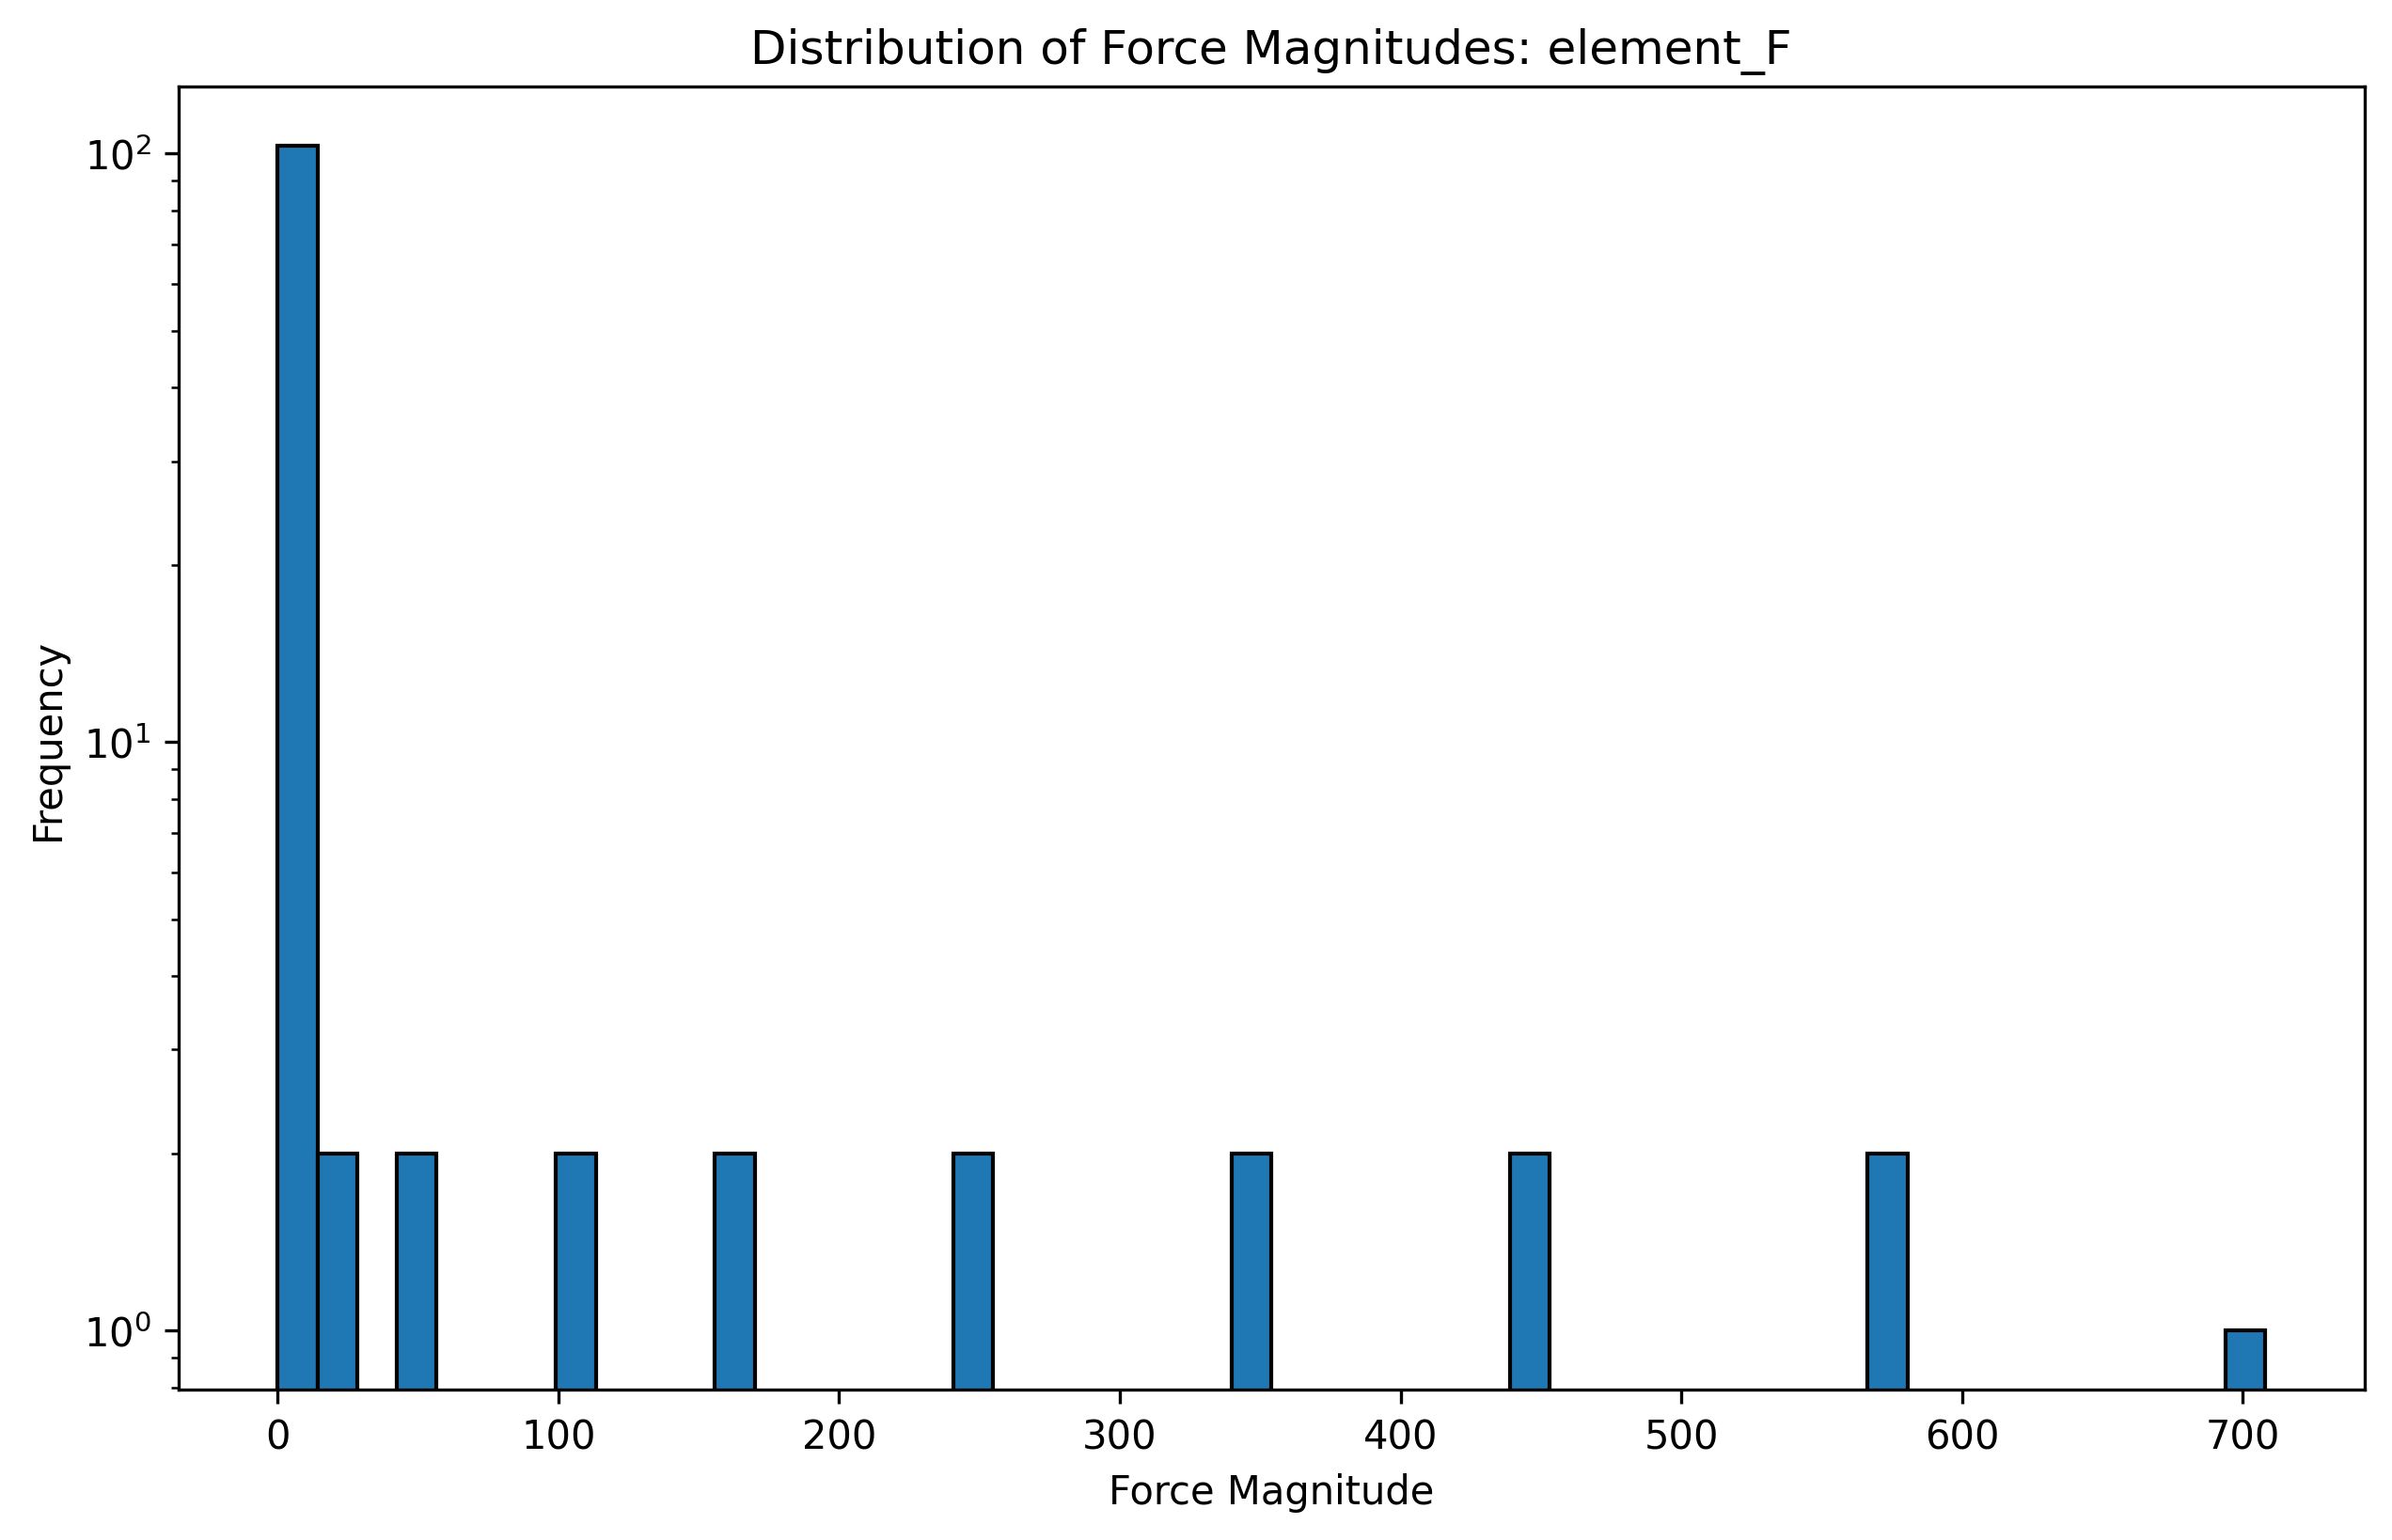 Distribution of Force Magnitudes: element_F
10²
10¹
10⁰
Frequency
0 100 200 300 400 500 600 700
Force Magnitude